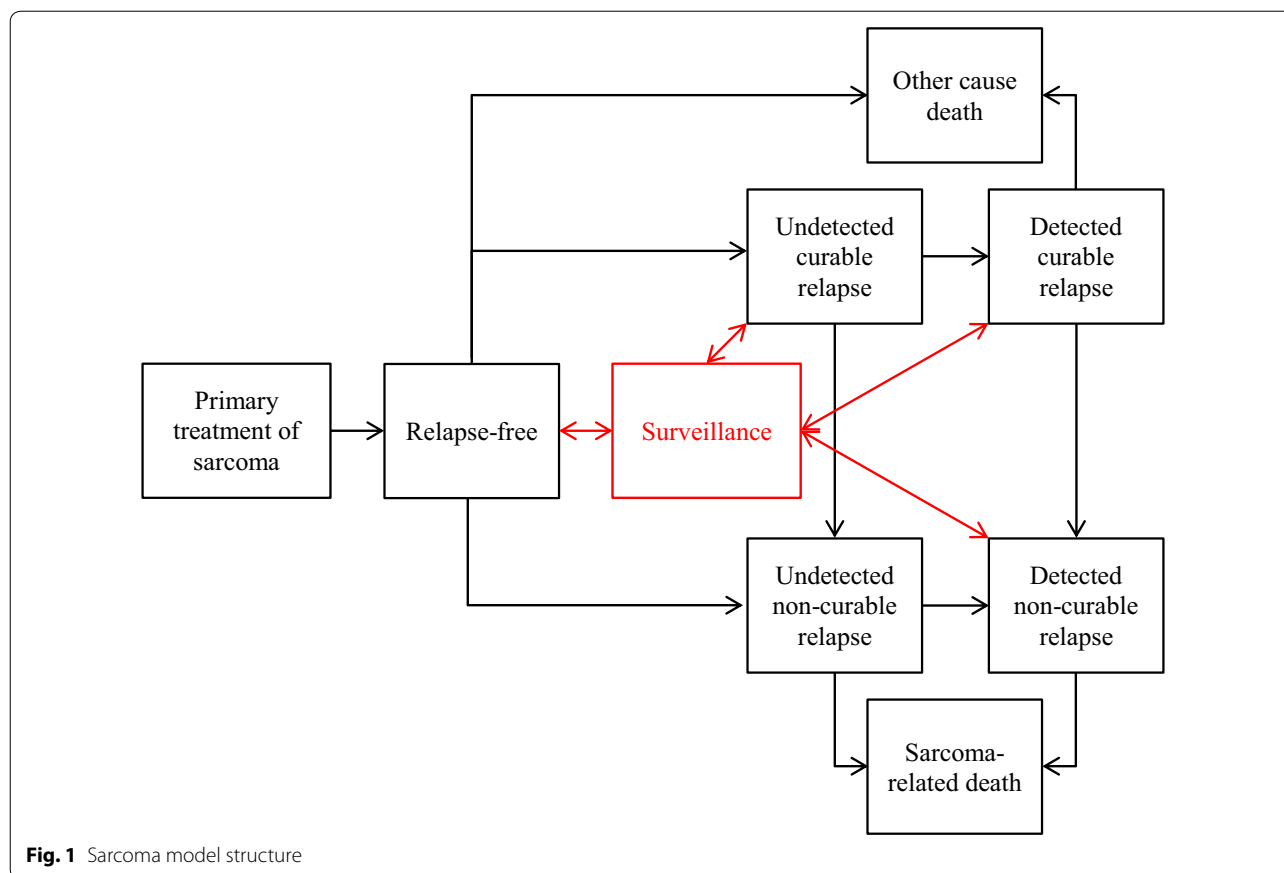 Other cause
death
Undetected
curable
relapse
Detected
curable
relapse
Primary
treatment of
sarcoma
Relapse-free
Surveillance
Undetected
non-curable
relapse
Detected
non-curable
relapse
Sarcoma-
related death
Fig. 1 Sarcoma model structure